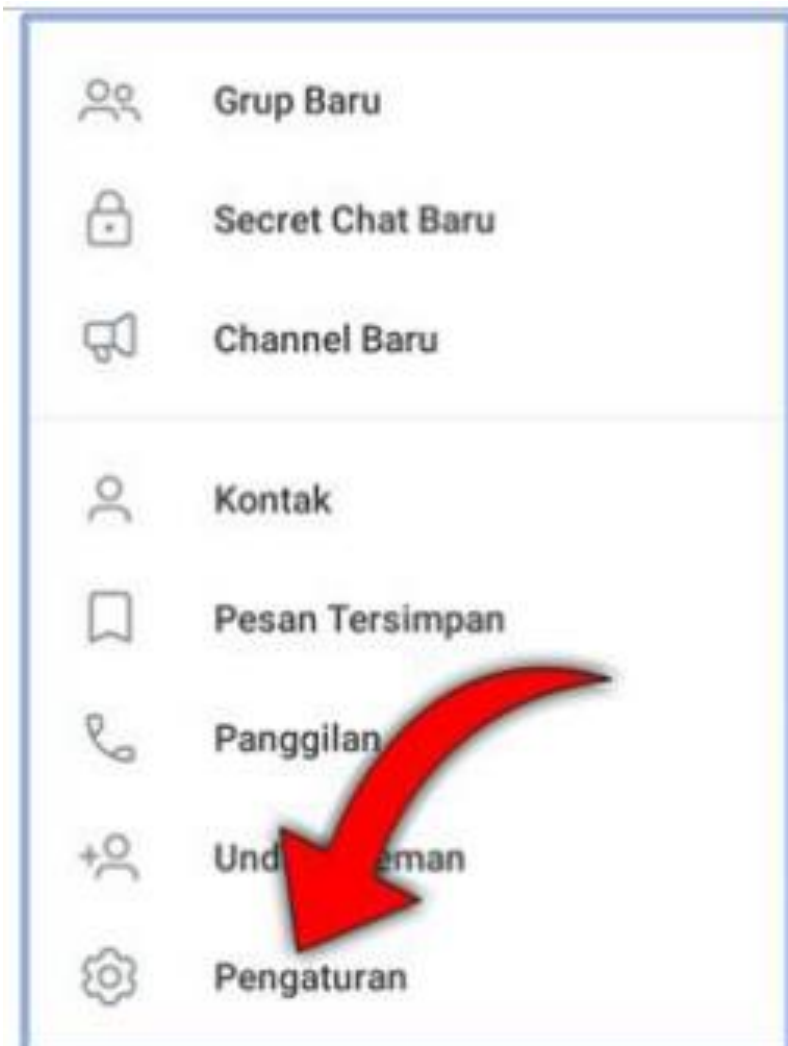 Grup Baru
Secret Chat Baru
Channel Baru
Kontak
Pesan Tersimpan
Panggilan
Pengaturan